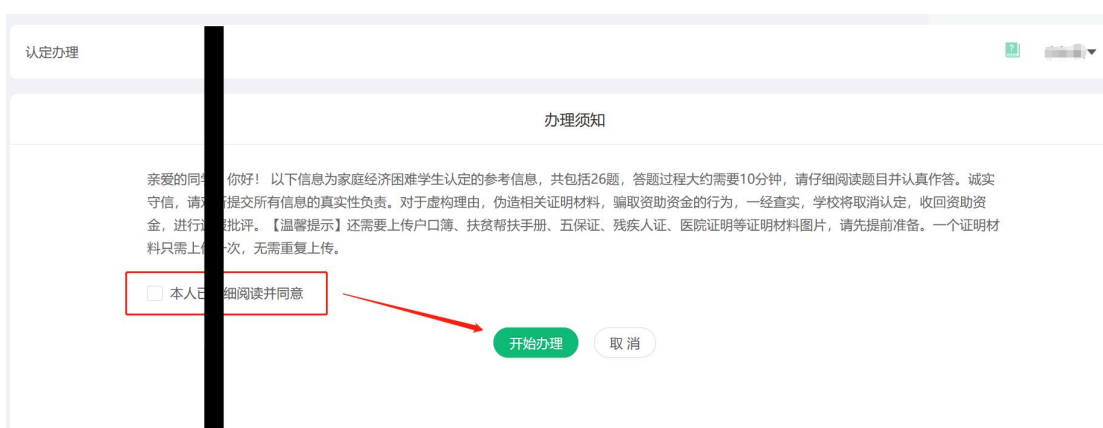 认定办理
办理须知
亲爱的同 你好！ 以下信息为家庭经济困难学生认定的参考信息，共包括26题，答题过程大约需要10分钟，请仔细阅读题目并认真作答。诚实
守信，请 提交所有信息的真实性负责。对于虚构理由，伪造相关证明材料，骗取资助资金的行为，一经查实，学校将取消认定，收回资助资
金，进行 批评。【温馨提示】还需要上传户口簿、扶贫帮扶手册、五保证、残疾人证、医院证明等证明材料图片，请先提前准备。一个证明材
料只需上 一次，无需重复上传。
本人已 细阅读并同意
开始办理 取 消